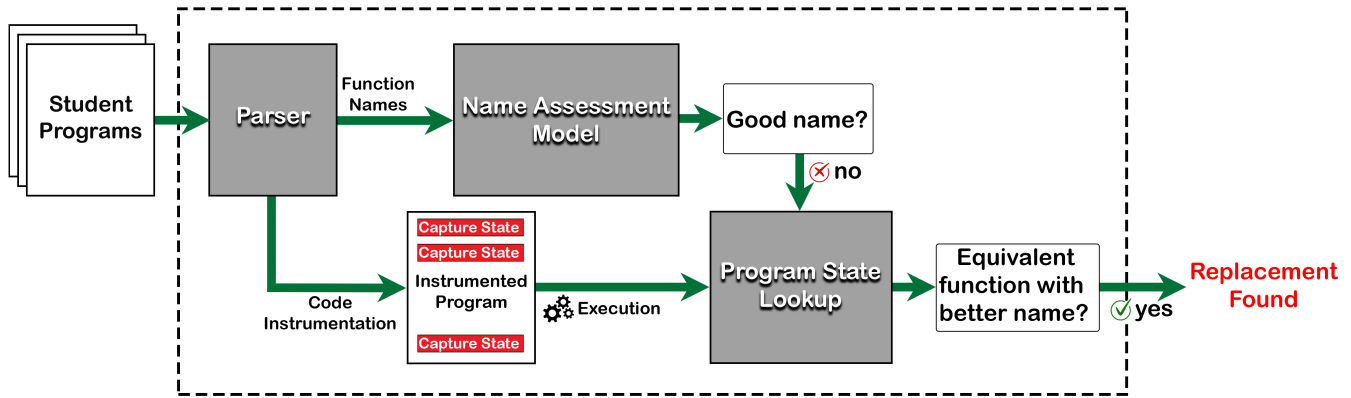 Student
Programs
Parser
Function
Names
Name Assessment
Model
Good name?
no
Code
Instrumentation
Capture State
Capture State
Instrumented
Program
Capture State
Execution
Program State
Lookup
Equivalent
function with
better name?
yes
Replacement
Found